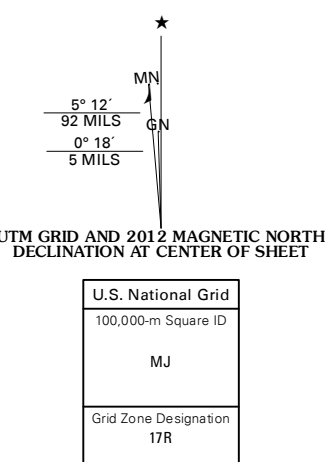 ★
MN
5° 12´
92 MILS
GN
0° 18´
5 MILS
UTM GRID AND 2012 MAGNETIC NORTH
DECLINATION AT CENTER OF SHEET
U.S. National Grid
100,000-m Square ID
MJ
Grid Zone Designation
17R